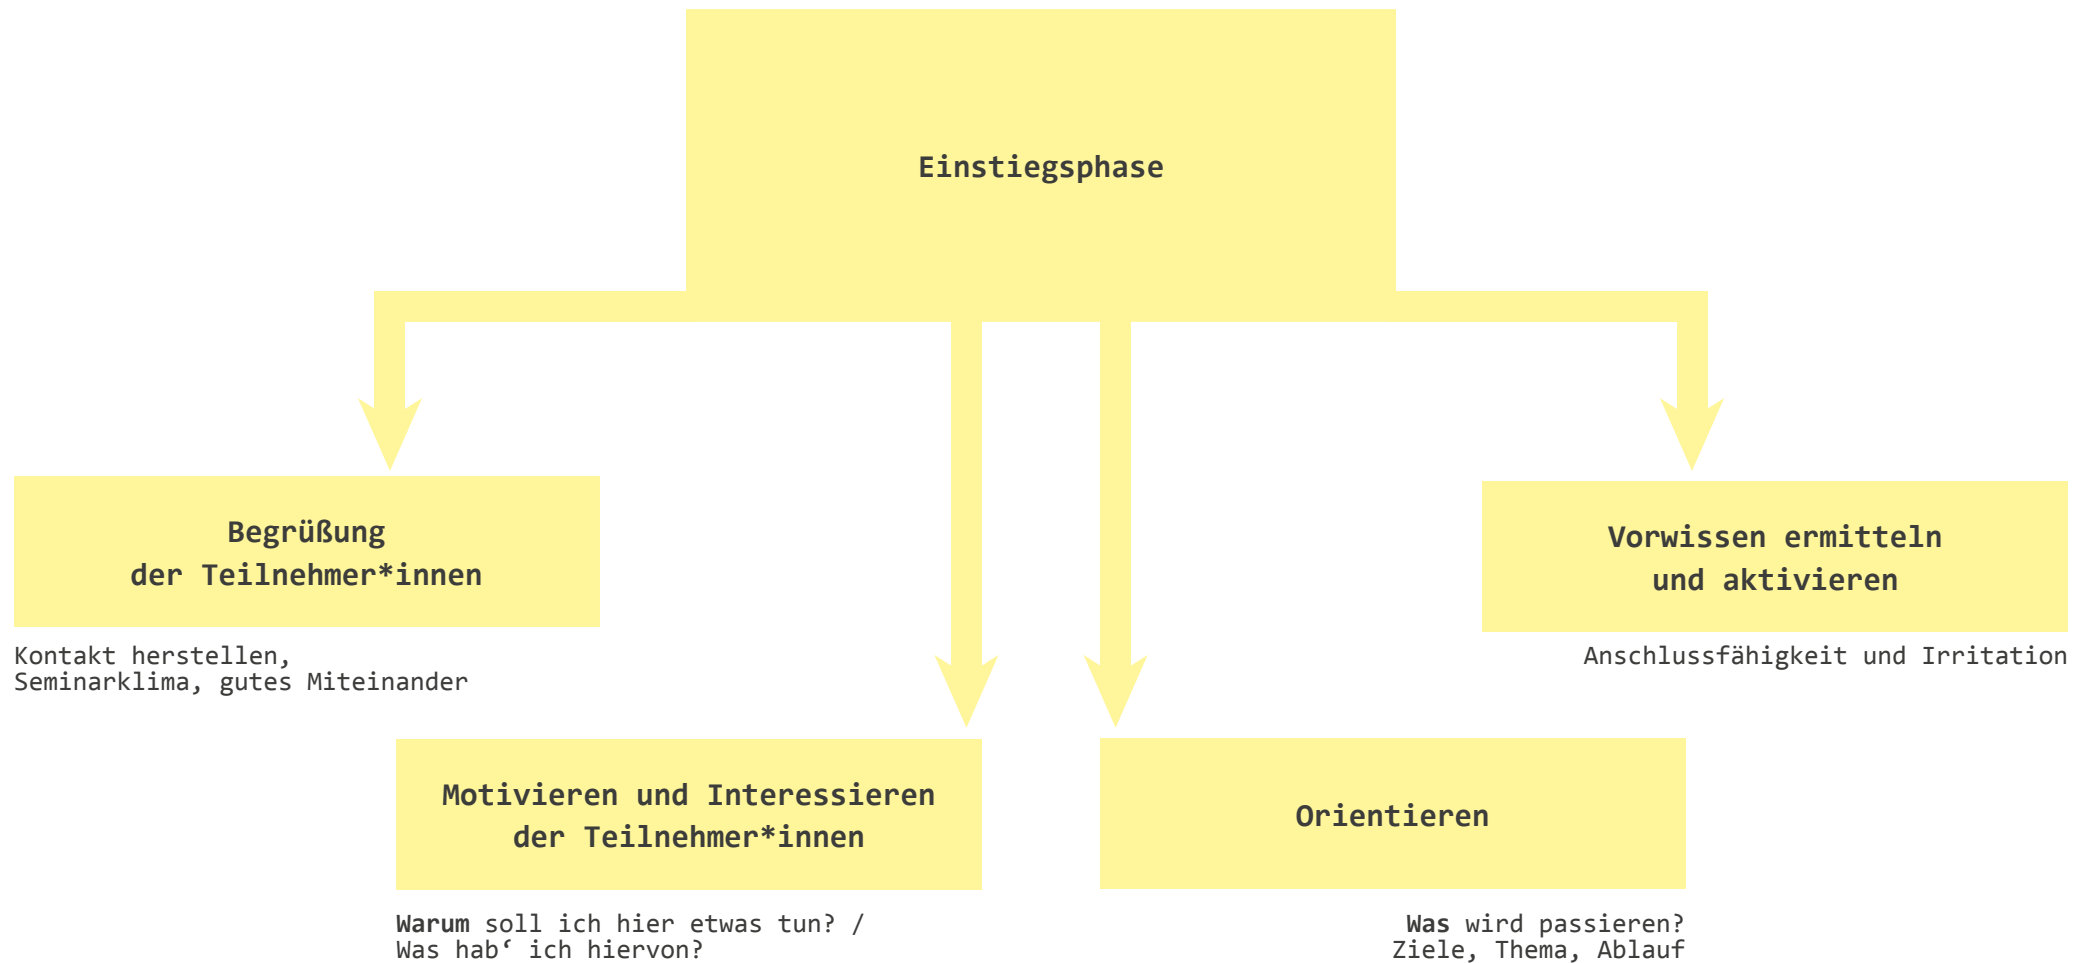 Einstiegsphase
Begrüßung
der Teilnehmer*innen
Kontakt herstellen,
Seminarklima, gutes Miteinander
Motivieren und Interessieren
der Teilnehmer*innen
Warum soll ich hier etwas tun? /
Was hab‘ ich hiervon?
Orientieren
Was wird passieren?
Ziele, Thema, Ablauf
Vorwissen ermitteln
und aktivieren
Anschlussfähigkeit und Irritation